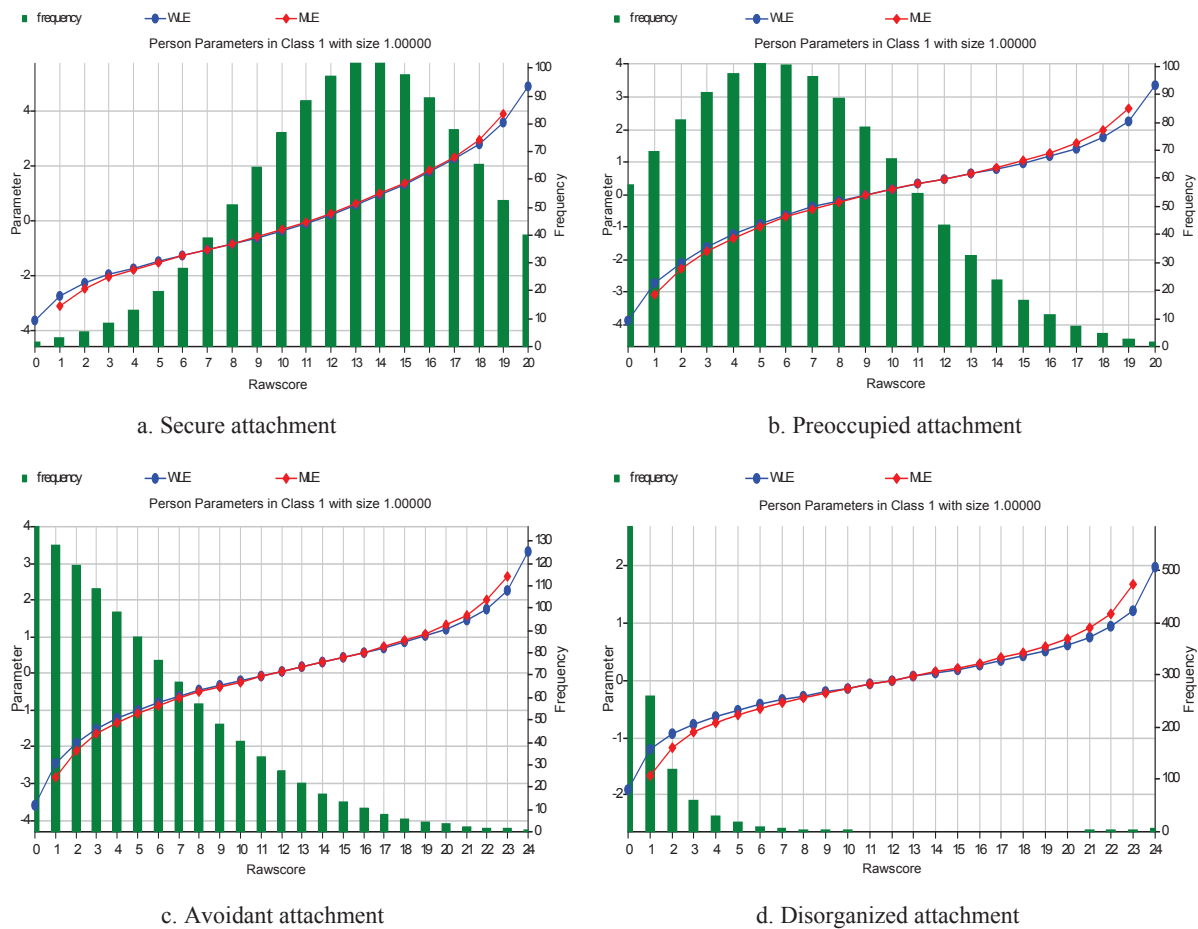 frequency WLE MLE frequency WLE MLE
Person Parameters in Class 1 with size 1.00000 Person Parameters in Class 1 with size 1.00000
4 2 0 -2 -4
Parameter
100 90 80 70 60 50 40 30 20 10 0
Frequency
0 1 2 3 4 5 6 7 8 9 10 11 12 13 14 15 16 17 18 19 20
Rawscore
4 3 2 1 0 -1 -2 -3 -4
Parameter
100 90 80 70 60 50 40 30 20 10 0
Frequency
0 1 2 3 4 5 6 7 8 9 10 11 12 13 14 15 16 17 18 19 20
Rawscore
a. Secure attachment b. Preoccupied attachment
frequency WLE MLE frequency WLE MLE
Person Parameters in Class 1 with size 1.00000 Person Parameters in Class 1 with size 1.00000
4 3 2 1 0 -1 -2 -3 -4
Parameter
130 120 110 100 90 80 70 60 50 40 30 20 10 0
Frequency
0 1 2 3 4 5 6 7 8 9 10 11 12 13 14 15 16 17 18 19 20 21 22 23 24
Rawscore
2 1 0 -1 -2
Parameter
500 400 300 200 100 0
Frequency
0 1 2 3 4 5 6 7 8 9 10 11 12 13 14 15 16 17 18 19 20 21 22 23 24
Rawscore
c. Avoidant attachment d. Disorganized attachment